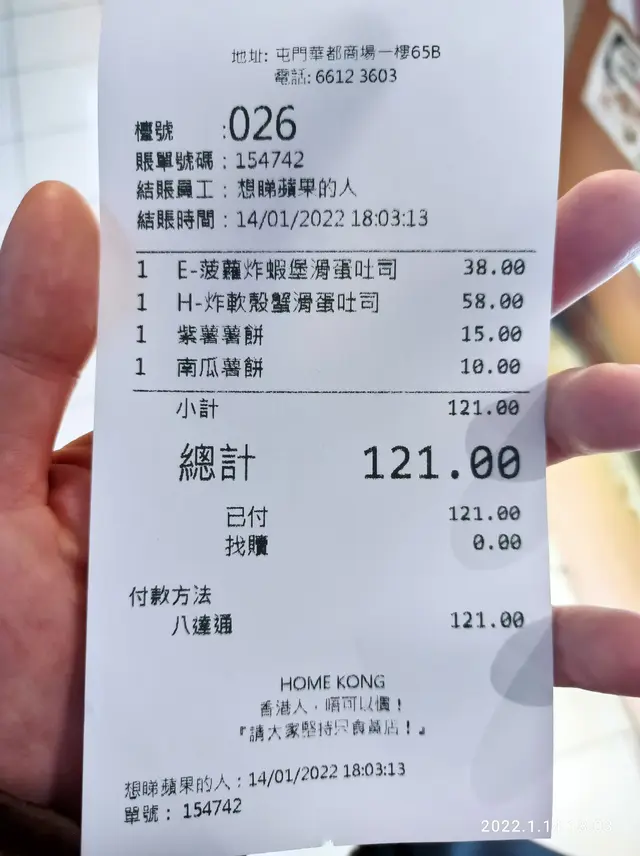 地址: 屯門華都商場一樓65B
電話: 6612 3603
檯號 :026
賬單號碼 : 154742
結賬員工 : 想睇蘋果的人
結賬時間 : 14/01/2022 18:03:13
1 E-菠蘿炸蝦堡滑蛋吐司 38.00
1 H-炸軟殼蟹滑蛋吐司 58.00
1 紫薯薯餅 15.00
1 南瓜薯餅 10.00
小計 121.00
總計 121.00
已付 121.00
找贖 0.00
付款方法
八達通 121.00
HOME KONG
香港人，唔可以攰！
『請大家堅持只食黃店！』
想睇蘋果的人 : 14/01/2022 18:03:13
單號 : 154742
2022.1.1